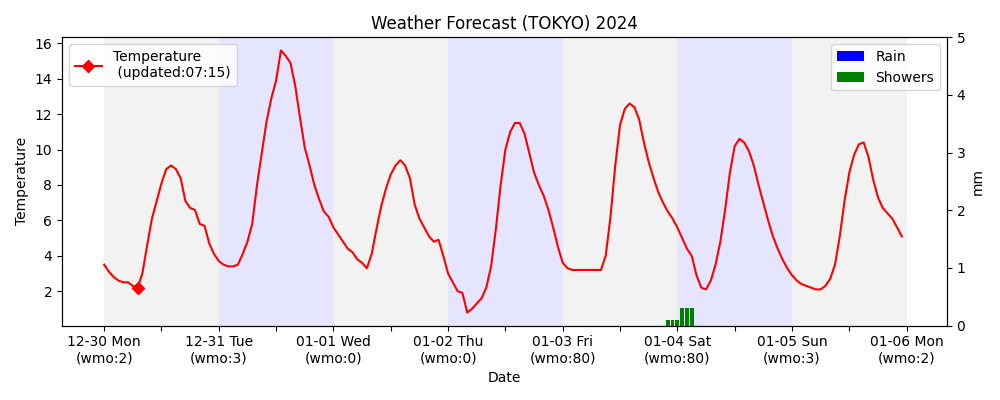 Weather Forecast (TOKYO) 2024
Temperature
(updated:07:15)
Rain
Showers
Temperature
16
14
12
10
8
6
4
2
5
4
3
2
1
0
mm
12-30 Mon
(wmo:2)
12-31 Tue
(wmo:3)
01-01 Wed
(wmo:0)
01-02 Thu
(wmo:0)
01-03 Fri
(wmo:80)
01-04 Sat
(wmo:80)
01-05 Sun
(wmo:3)
01-06 Mon
(wmo:2)
Date